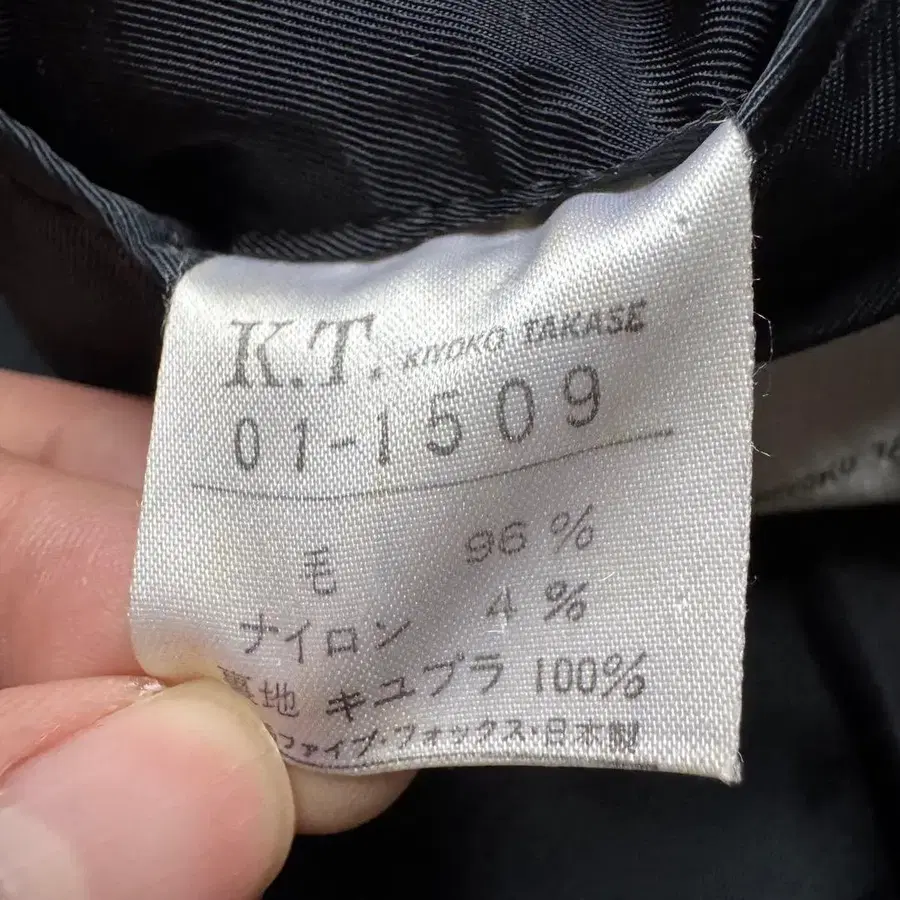 K.T. KIYOKO TAKASE
01-1509
毛 96%
ナイロン 4%
裏地 キュプラ 100%
ファイブ・フォックス・日本製